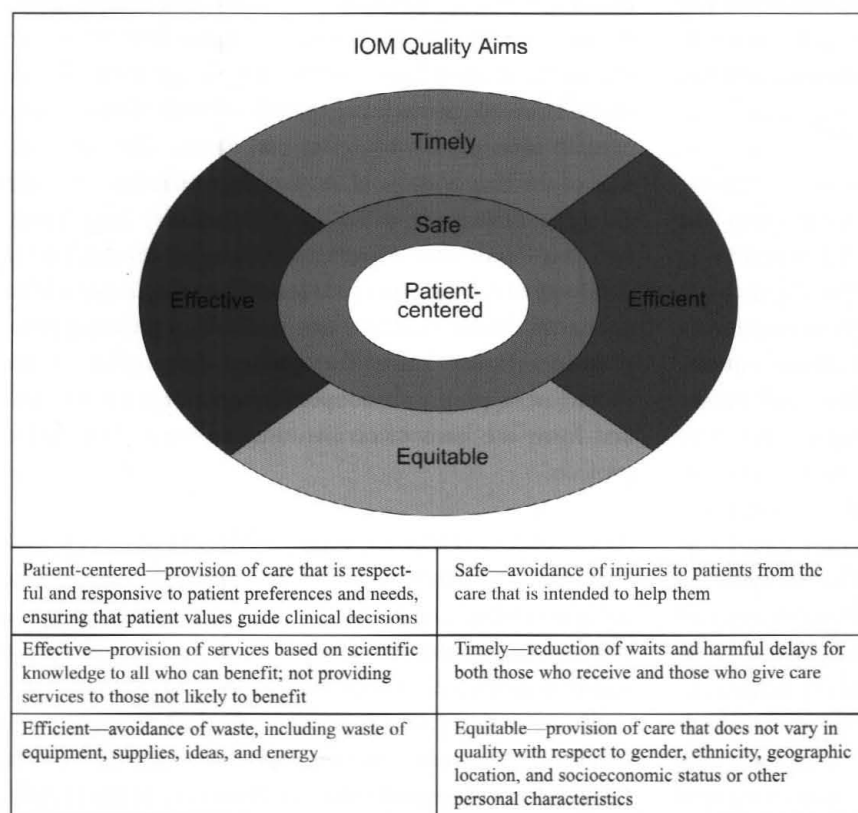 IOM Quality Aims
Timely
Safe
Effective
Patient-
centered
Efficient
Equitable
Patient-centered—provision of care that is respect-
ful and responsive to patient preferences and needs,
ensuring that patient values guide clinical decisions
Safe—avoidance of injuries to patients from the
care that is intended to help them
Effective—provision of services based on scientific
knowledge to all who can benefit; not providing
services to those not likely to benefit
Timely—reduction of waits and harmful delays for
both those who receive and those who give care
Efficient—avoidance of waste, including waste of
equipment, supplies, ideas, and energy
Equitable—provision of care that does not vary in
quality with respect to gender, ethnicity, geographic
location, and socioeconomic status or other
personal characteristics